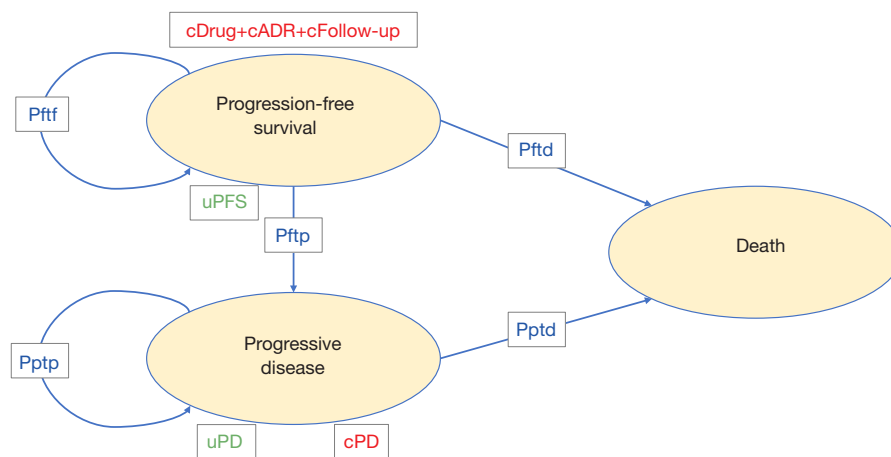 cDrug+cADR+cFollow-up
Progression-free
survival
Pftf
Pftd
uPFS
Pftp
Death
Progressive
disease
Pptp
Pptd
uPD
cPD